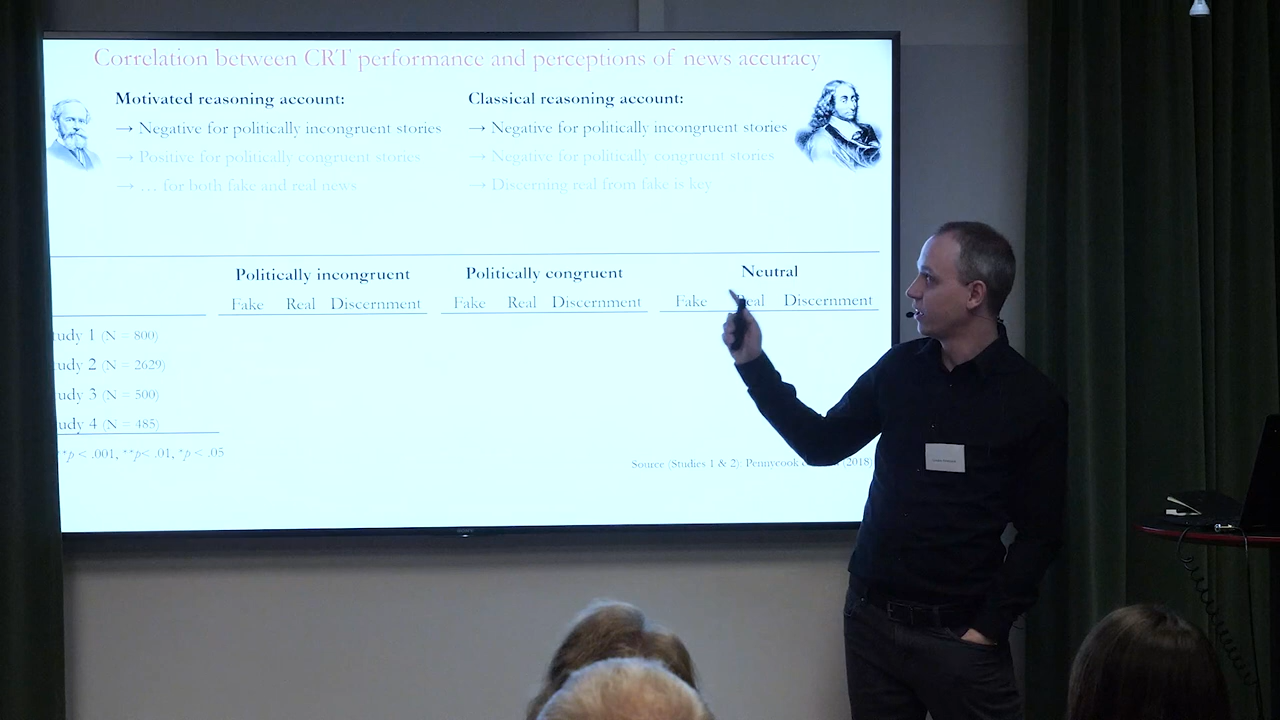 Correlation between CRT performance and perceptions of news accuracy
Motivated reasoning account:
→ Negative for politically incongruent stories
→ Positive for politically congruent stories
→ … for both fake and real news
Classical reasoning account:
→ Negative for politically incongruent stories
→ Negative for politically congruent stories
→ Discerning real from fake is key
Politically incongruent Politically congruent Neutral
Fake Real Discernment Fake Real Discernment Fake Real Discernment
udy 1 (N = 800)
udy 2 (N = 2629)
udy 3 (N = 500)
udy 4 (N = 485)
**p < .001, **p< .01, *p < .05
Source (Studies 1 & 2): Pennycook (2018)
SONY